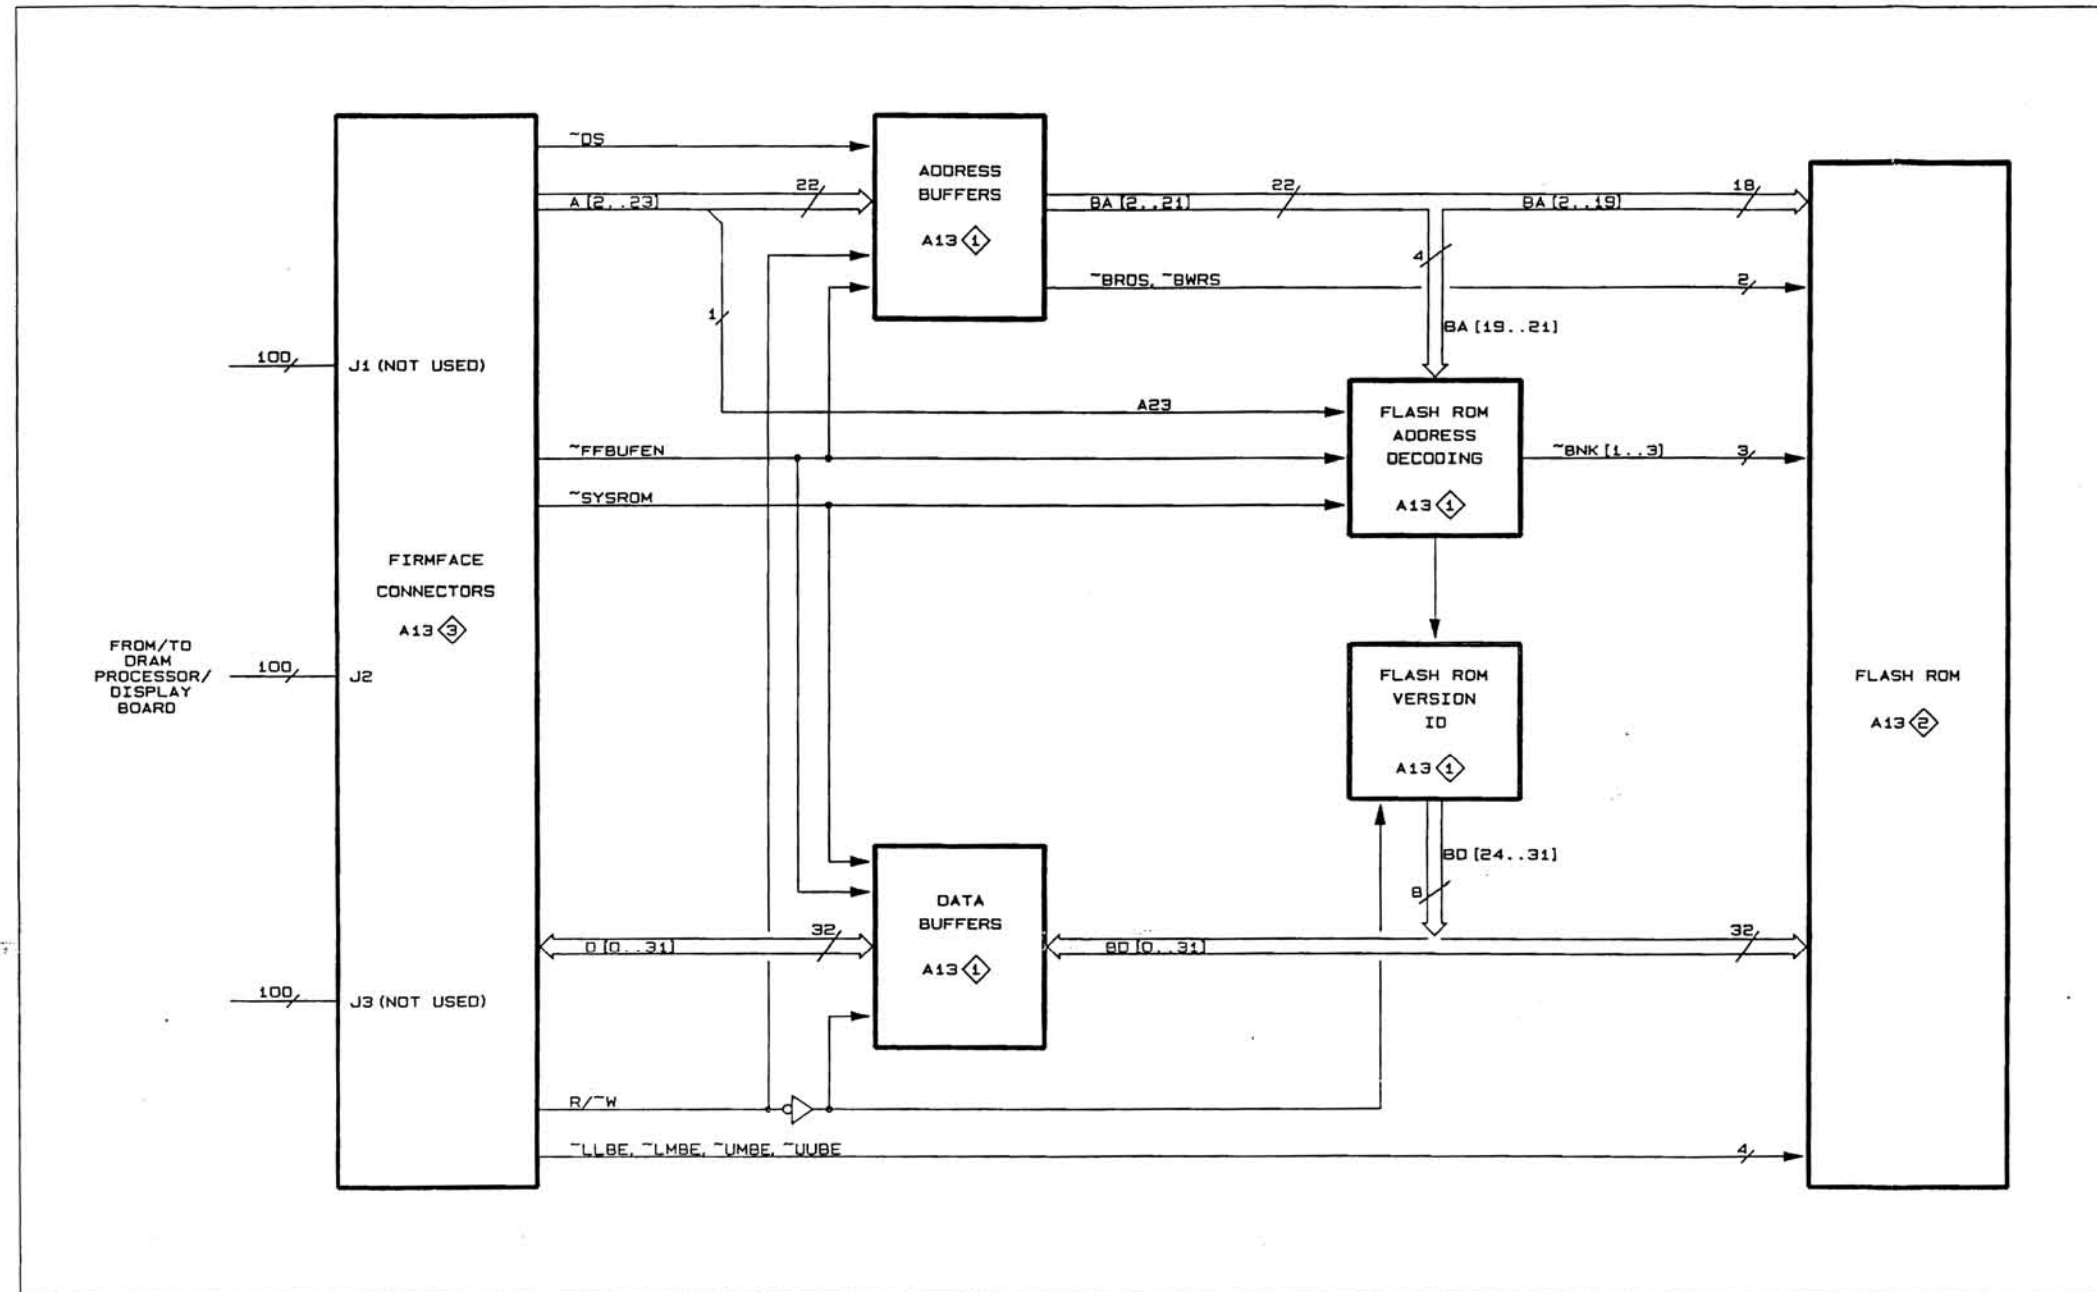 ~DS
A [2..23]
22
1
ADDRESS
BUFFERS
A13 1
BA [2..21]
22
BA [2..19]
18
4
~BRDS, ~BWRS
2
BA [19..21]
100
J1 (NOT USED)
A23
~FFBUFEN
~SYSROM
FLASH ROM
ADDRESS
DECODING
A13 1
~BNK [1..3]
3
FIRMFACE
CONNECTORS
A13 3
FROM/TO
DRAM
PROCESSOR/
DISPLAY
BOARD
100
J2
FLASH ROM
VERSION
ID
A13 1
FLASH ROM
A13 2
BD [24..31]
8
DATA
BUFFERS
A13 1
D [0..31]
32
BD [0..31]
32
100
J3 (NOT USED)
R/~W
~LLBE, ~LMBE, ~UMBE, ~UUBE
4